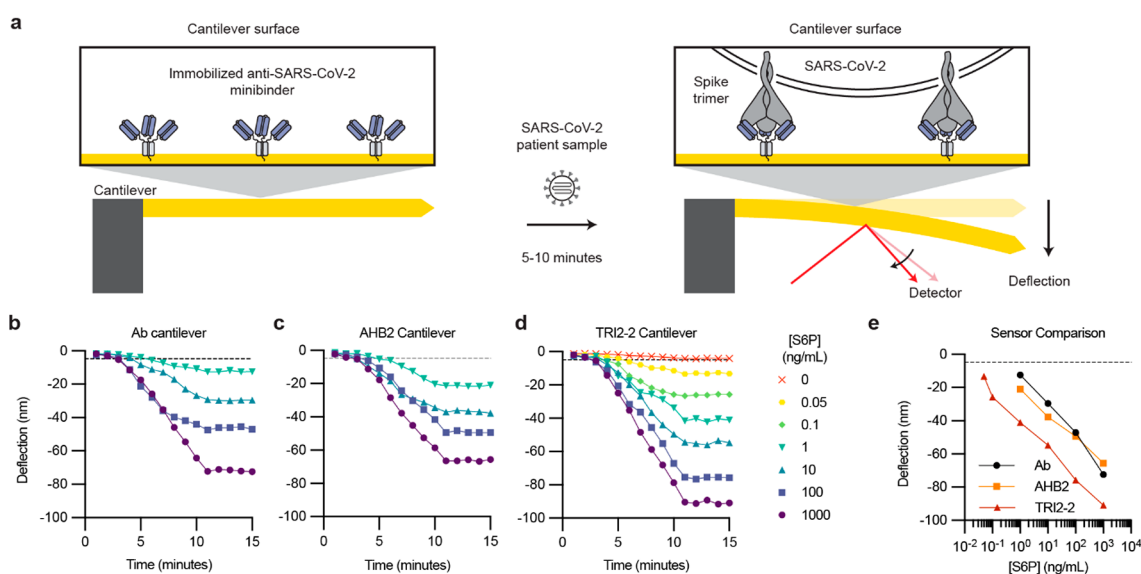 a
Cantilever surface
Immobilized anti-SARS-CoV-2
minibinder
Cantilever
SARS-CoV-2
patient sample
5-10 minutes
Cantilever surface
SARS-CoV-2
Spike
trimer
Detector
Deflection
b
Ab cantilever
0
-20
-40
-60
-80
-100
Deflection (nm)
0 5 10 15
Time (minutes)
c
AHB2 Cantilever
0
-20
-40
-60
-80
-100
0 5 10 15
Time (minutes)
d
TRI2-2 Cantilever
0
-20
-40
-60
-80
-100
0 5 10 15
Time (minutes)
[S6P]
(ng/mL)
0
0.05
0.1
1
10
100
1000
e
Sensor Comparison
0
-20
-40
-60
-80
-100
Deflection (nm)
Ab
AHB2
TRI2-2
10⁻² 10⁻¹ 10⁰ 10¹ 10² 10³ 10⁴
[S6P] (ng/mL)